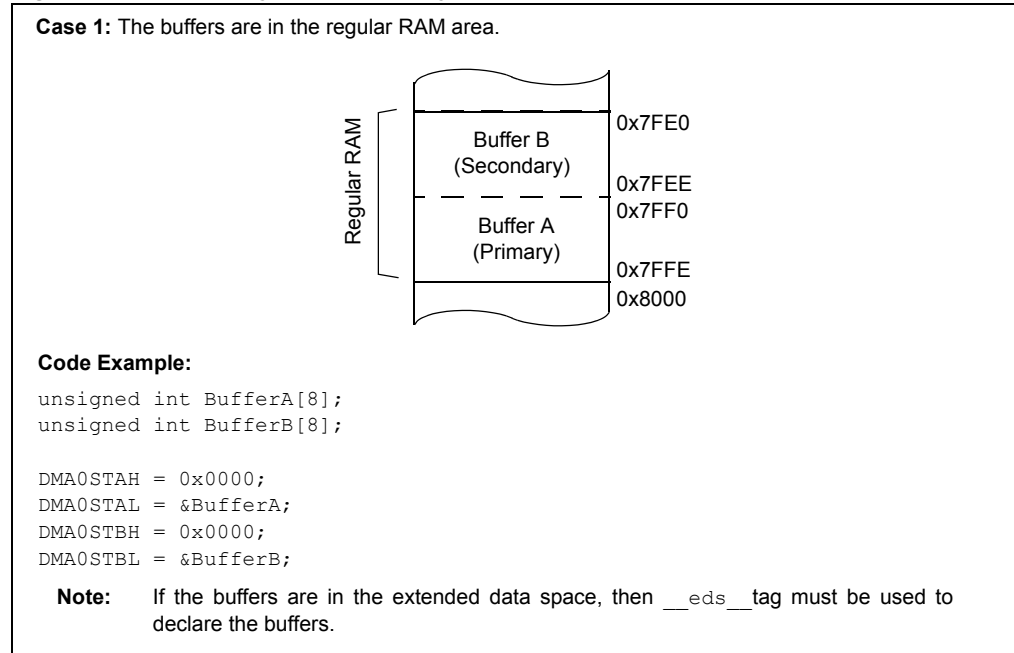 Case 1: The buffers are in the regular RAM area.
Regular RAM
Buffer B
(Secondary)
0x7FE0
0x7FEE
0x7FF0
Buffer A
(Primary)
0x7FFE
0x8000
Code Example:
unsigned int BufferA[8];
unsigned int BufferB[8];
DMA0STAH = 0x0000;
DMA0STAL = &BufferA;
DMA0STBH = 0x0000;
DMA0STBL = &BufferB;
Note: If the buffers are in the extended data space, then __eds__tag must be used to
declare the buffers.